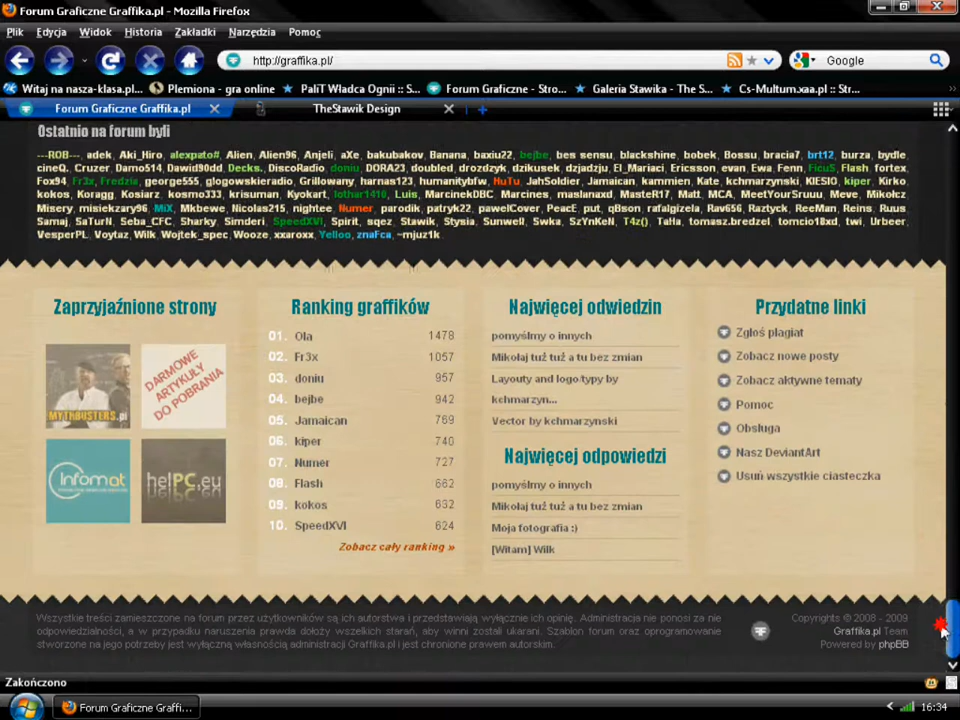 Forum Graficzne Graffika.pl - Mozilla Firefox
Plik Edycja Widok Historia Zakładki Narzędzia Pomoc
http://graffika.pl/ Google
Witaj na nasza-klasa.pl... Plemiona - gra online PaliT Władca Ognii :: S... Forum Graficzne - Stro... Galeria Stawika - The S... Cs-Multum.xaa.pl :: Str...
Forum Graficzne Graffika.pl TheStawik Design
Ostatnio na forum byli
---ROB---, adek, Aki_Hiro, alexpato#, Alien, Alien96, Anjeli, aXe, bakubakov, Banana, baxiu22, bejbe, bes sensu, blackshine, bobek, Bossu, bracia7, brt12, burza, bydle,
cineQ, Cruzer, Damo514, Dawid90dd, Decks., DiscoRadio, doniu, DORA23, doubled, drozdzyk, dzikusek, dzjadzju, El_Mariaci, Ericsson, evan, Ewa, Fenn, FicuS, Flash, fortex,
Fox94, Fr3x, Fredzia, george555, glogowskieradio, Grillowany, harnas123, humanitybfw, HuTu, JahSoldier, Jamaican, kammien, Kate, kchmarzynski, KIESIO, kiper, Kirko,
kokos, Koragg, Kosiarz, kosmo333, krisuman, Kyokart, lothar1410, Luis, MarcinekDBC, Marcines, maslanaxd, MasteR17, Matt, MCA, MeetYourSruuu, Meve, Mikołcz,
Misery, misiekzary96, MiX, Mkbewe, Nicolas215, nightee, Numer, parodik, patryk22, pawelCover, PeacE, put, qBson, rafalgizela, Rav656, Raztyck, ReeMan, Reins, Ruus,
Sanaj, SaTurN, Seba_CFC, Sharky, Simderi, SpeedXVI, Spirit, sqez, Stawik, Stysia, Sunwell, Swka, SzYnKeN, T4z(), TaHa, tomasz.bredzel, tomcio18xd, twi, Urbeer,
VesperPL, Voytaz, Wilk, Wojtek_spec, Wooze, xxaroxx, Yelloo, znaFca, ~mjuz1k
Zaprzyjaźnione strony
MYTHBUSTERS.pl
DARMOWE
ARTYKUŁY
DO POBRANIA
Infomat
helPC.eu
Ranking graffików
01. Ola 1478
02. Fr3x 1057
03. doniu 957
04. bejbe 942
05. Jamaican 769
06. kiper 740
07. Numer 727
08. Flash 662
09. kokos 632
10. SpeedXVI 624
Zobacz cały ranking »
Najwięcej odwiedzin
pomyślmy o innych
Mikołaj tuż tuż a tu bez zmian
Layouty and logo/typy by
kchmarzyn...
Vector by kchmarzynski
Najwięcej odpowiedzi
pomyślmy o innych
Mikołaj tuż tuż a tu bez zmian
Moja fotografia :)
[Witam] Wilk
Przydatne linki
Zgłoś plagiat
Zobacz nowe posty
Zobacz aktywne tematy
Pomoc
Obsługa
Nasz DeviantArt
Usuń wszystkie ciasteczka
Wszystkie treści zamieszczone na forum przez użytkowników są ich autorstwa i przedstawiają wyłącznie ich opinię. Administracja nie ponosi za nie
odpowiedzialności, a w przypadku naruszenia prawda dołoży wszelkich starań, aby winni zostali ukarani. Szablon forum oraz oprogramowanie
stworzone na jego potrzeby jest wyłączną własnością administracji Graffika.pl i jest chronione prawem autorskim.
Copyrights © 2008 - 2009
Graffika.pl Team
Powered by phpBB
Zakończono
Forum Graficzne Graffi... 16:34